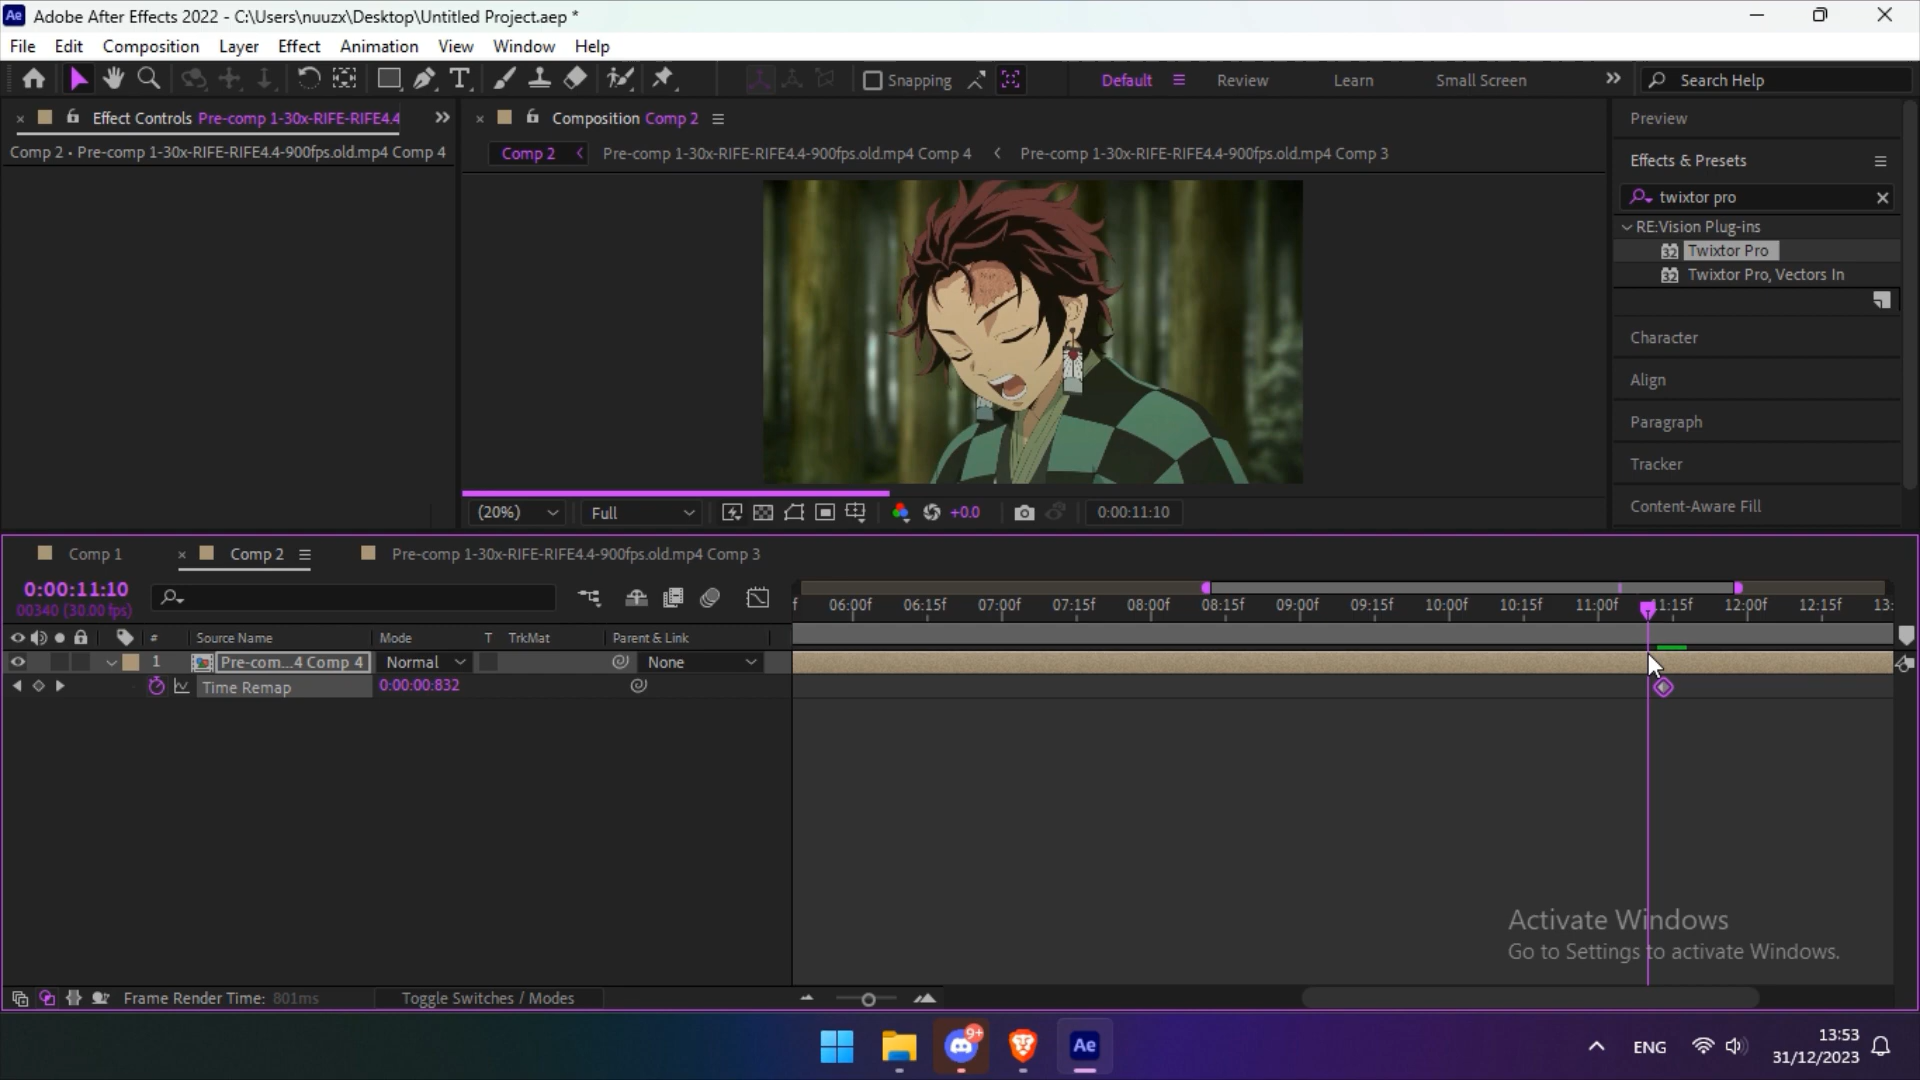 Ae Adobe After Effects 2022 - C:\Users\nuuzx\Desktop\Untitled Project.aep *
File Edit Composition Layer Effect Animation View Window Help
Snapping Default Review Learn Small Screen Search Help
Effect Controls Pre-comp 1-30x-RIFE-RIFE4.4
Comp 2 • Pre-comp 1-30x-RIFE-RIFE4.4-900fps.old.mp4 Comp 4
Composition Comp 2
Comp 2 Pre-comp 1-30x-RIFE-RIFE4.4-900fps.old.mp4 Comp 4 Pre-comp 1-30x-RIFE-RIFE4.4-900fps.old.mp4 Comp 3
Preview
Effects & Presets
twixtor pro
RE:Vision Plug-ins
32 Twixtor Pro
32 Twixtor Pro, Vectors In
Character
Align
Paragraph
Tracker
Content-Aware Fill
(20%) Full +0.0 0:00:11:10
Comp 1 Comp 2 Pre-comp 1-30x-RIFE-RIFE4.4-900fps.old.mp4 Comp 3
0:00:11:10
00340 (30.00 fps)
f 06:00f 06:15f 07:00f 07:15f 08:00f 08:15f 09:00f 09:15f 10:00f 10:15f 11:00f 11:15f 12:00f 12:15f 13:
# Source Name Mode T TrkMat Parent & Link
1 Pre-com...4 Comp 4 Normal None
Time Remap 0:00:00:832
Activate Windows
Go to Settings to activate Windows.
Frame Render Time: 801ms Toggle Switches / Modes
9+
Ae
ENG
13:53
31/12/2023